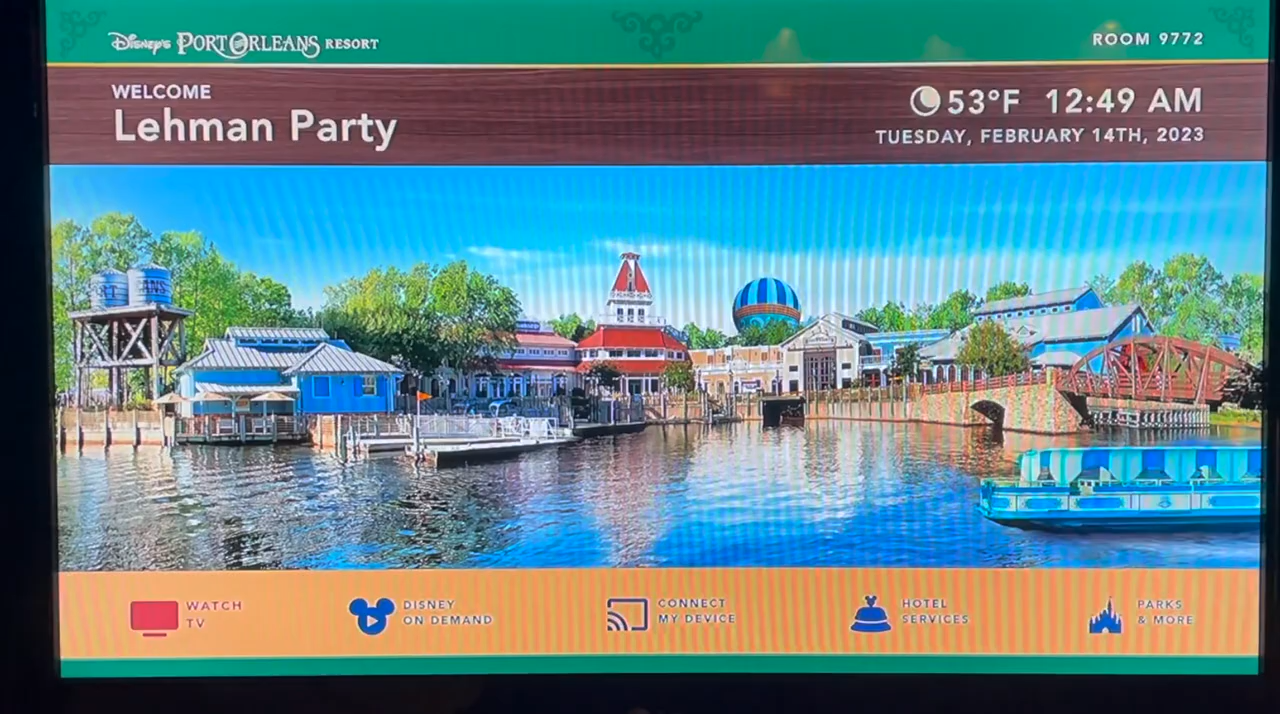 Disney's PORT ORLEANS RESORT
ROOM 9772
WELCOME
Lehman Party
53°F 12:49 AM
TUESDAY, FEBRUARY 14TH, 2023
WATCH
TV
DISNEY
ON DEMAND
CONNECT
MY DEVICE
HOTEL
SERVICES
PARKS
& MORE